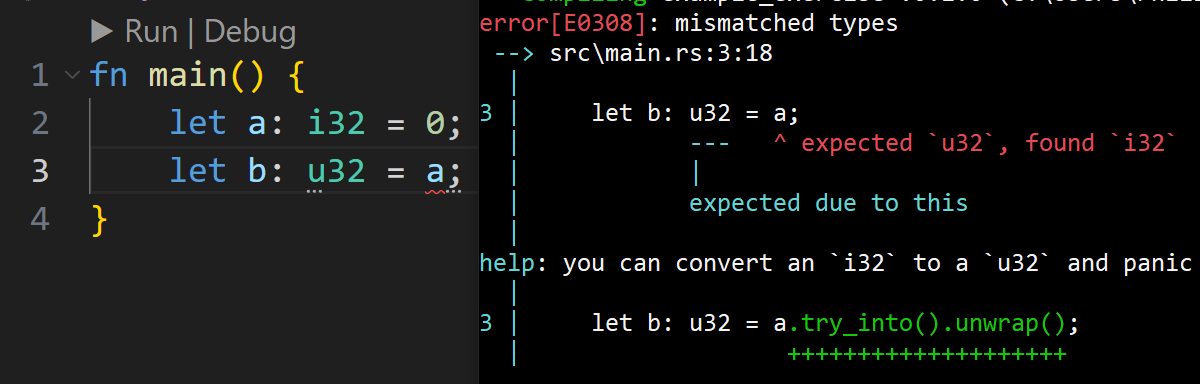 Run | Debug
1 fn main() {
2 let a: i32 = 0;
3 let b: u32 = a;
4 }
error[E0308]: mismatched types
--> src\main.rs:3:18
|
3 | let b: u32 = a;
| --- ^ expected `u32`, found `i32`
| |
| expected due to this
|
help: you can convert an `i32` to a `u32` and panic
|
3 | let b: u32 = a.try_into().unwrap();
| ++++++++++++++++++++